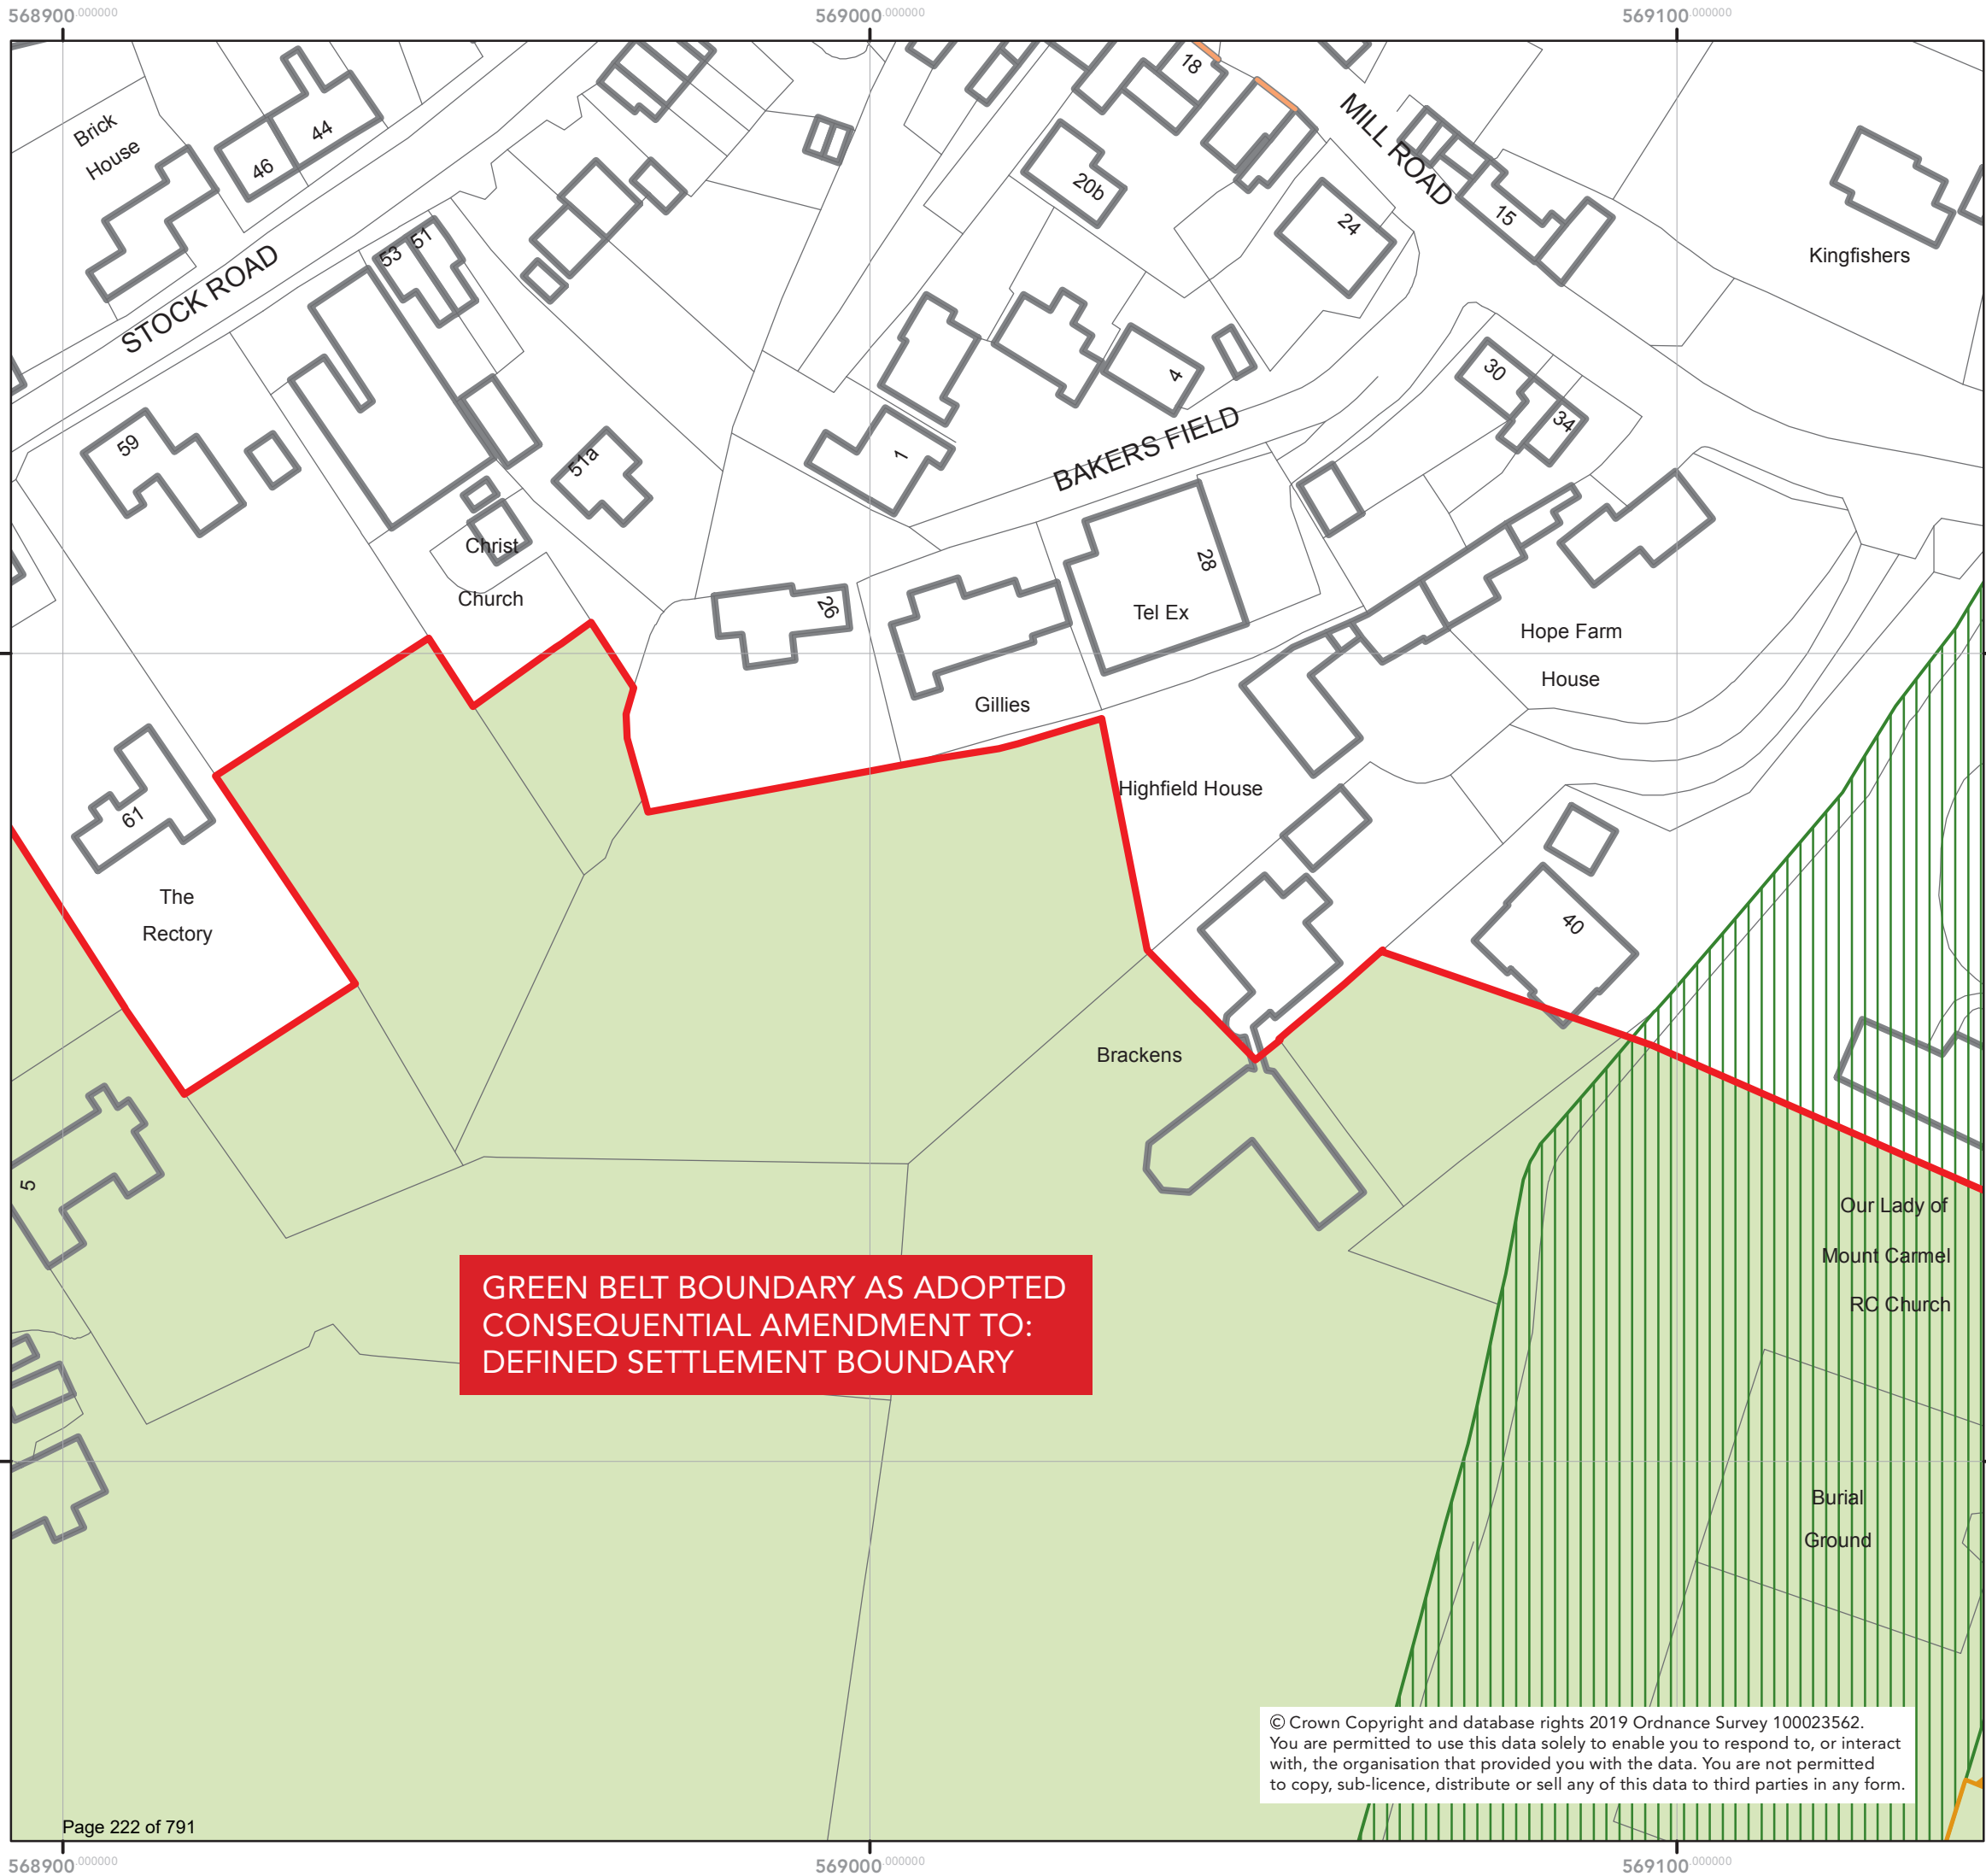 568900.000000
569000.000000
569100.000000
18
MILL ROAD
Brick
House
44
46
20b
15
24
Kingfishers
STOCK ROAD
53
51
30
34
4
59
51a
1
BAKERS FIELD
28
Christ
Church
26
Tel Ex
Hope Farm
House
Gillies
Highfield House
61
The
Rectory
40
Brackens
5
Our Lady of
Mount Carmel
RC Church
GREEN BELT BOUNDARY AS ADOPTED
CONSEQUENTIAL AMENDMENT TO:
DEFINED SETTLEMENT BOUNDARY
Burial
Ground
© Crown Copyright and database rights 2019 Ordnance Survey 100023562.
You are permitted to use this data solely to enable you to respond to, or interact
with, the organisation that provided you with the data. You are not permitted
to copy, sub-licence, distribute or sell any of this data to third parties in any form.
Page 222 of 791
568900.000000
569000.000000
569100.000000